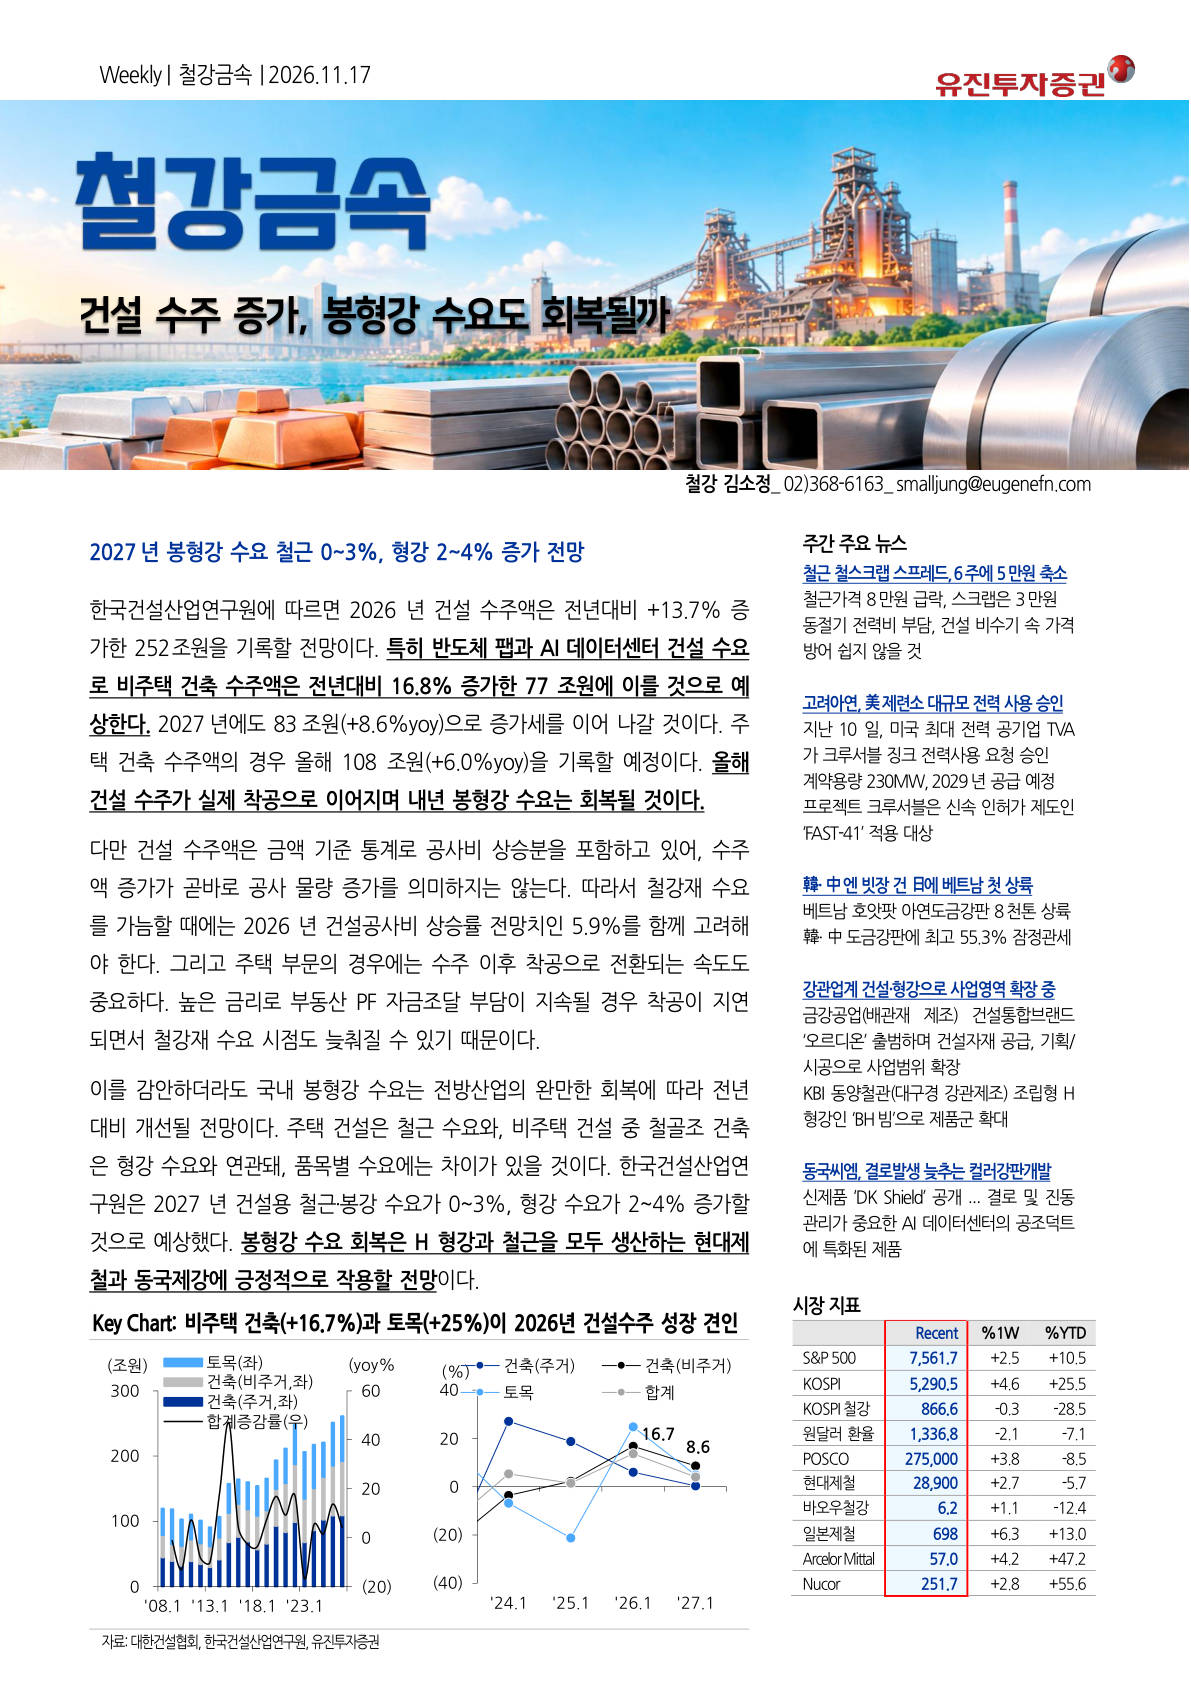 Weekly | 철강금속 | 2026.11.17
유진투자증권
철강금속
건설 수주 증가, 봉형강 수요도 회복될까
철강 김소정_ 02)368-6163_ smalljung@eugenefn.com
2027년 봉형강 수요 철근 0~3%, 형강 2~4% 증가 전망
한국건설산업연구원에 따르면 2026 년 건설 수주액은 전년대비 +13.7% 증
가한 252조원을 기록할 전망이다. 특히 반도체 팹과 AI 데이터센터 건설 수요
로 비주택 건축 수주액은 전년대비 16.8% 증가한 77 조원에 이를 것으로 예
상한다. 2027년에도 83조원(+8.6%yoy)으로 증가세를 이어 나갈 것이다. 주
택 건축 수주액의 경우 올해 108 조원(+6.0%yoy)을 기록할 예정이다. 올해
건설 수주가 실제 착공으로 이어지며 내년 봉형강 수요는 회복될 것이다.
다만 건설 수주액은 금액 기준 통계로 공사비 상승분을 포함하고 있어, 수주
액 증가가 곧바로 공사 물량 증가를 의미하지는 않는다. 따라서 철강재 수요
를 가늠할 때에는 2026 년 건설공사비 상승률 전망치인 5.9%를 함께 고려해
야 한다. 그리고 주택 부문의 경우에는 수주 이후 착공으로 전환되는 속도도
중요하다. 높은 금리로 부동산 PF 자금조달 부담이 지속될 경우 착공이 지연
되면서 철강재 수요 시점도 늦춰질 수 있기 때문이다.
이를 감안하더라도 국내 봉형강 수요는 전방산업의 완만한 회복에 따라 전년
대비 개선될 전망이다. 주택 건설은 철근 수요와, 비주택 건설 중 철골조 건축
은 형강 수요와 연관돼, 품목별 수요에는 차이가 있을 것이다. 한국건설산업연
구원은 2027 년 건설용 철근·봉강 수요가 0~3%, 형강 수요가 2~4% 증가할
것으로 예상했다. 봉형강 수요 회복은 H 형강과 철근을 모두 생산하는 현대제
철과 동국제강에 긍정적으로 작용할 전망이다.
Key Chart: 비주택 건축(+16.7%)과 토목(+25%)이 2026년 건설수주 성장 견인
(조원)
토목(좌)
건축(비주거,좌)
건축(주거,좌)
합계증감률(우)
(yoy%
300
200
100
0
60
40
20
0
(20)
'08.1 '13.1 '18.1 '23.1
(%)
건축(주거)
건축(비주거)
토목
합계
40
20
0
(20)
(40)
16.7
8.6
'24.1 '25.1 '26.1 '27.1
자료: 대한건설협회, 한국건설산업연구원, 유진투자증권
주간 주요 뉴스
철근 철스크랩 스프레드, 6주에 5만원 축소
철근가격 8만원 급락, 스크랩은 3만원
동절기 전력비 부담, 건설 비수기 속 가격
방어 쉽지 않을 것
고려아연, 美 제련소 대규모 전력 사용 승인
지난 10 일, 미국 최대 전력 공기업 TVA
가 크루서블 징크 전력사용 요청 승인
계약용량 230MW, 2029년 공급 예정
프로젝트 크루서블은 신속 인허가 제도인
'FAST-41' 적용 대상
韓·中엔 빗장 건 日에 베트남 첫 상륙
베트남 호앗팟 아연도금강판 8천톤 상륙
韓·中 도금강판에 최고 55.3% 잠정관세
강관업계 건설·형강으로 사업영역 확장 중
금강공업(배관재 제조) 건설통합브랜드
'오르디온' 출범하며 건설자재 공급, 기획/
시공으로 사업범위 확장
KBI 동양철관(대구경 강관제조) 조립형 H
형강인 'BH빔'으로 제품군 확대
동국씨엠, 결로발생 늦추는 컬러강판개발
신제품 'DK Shield' 공개 … 결로 및 진동
관리가 중요한 AI 데이터센터의 공조덕트
에 특화된 제품
시장 지표
Recent %1W %YTD
S&P 500 7,561.7 +2.5 +10.5
KOSPI 5,290.5 +4.6 +25.5
KOSPI 철강 866.6 -0.3 -28.5
원달러 환율 1,336.8 -2.1 -7.1
POSCO 275,000 +3.8 -8.5
현대제철 28,900 +2.7 -5.7
바오우철강 6.2 +1.1 -12.4
일본제철 698 +6.3 +13.0
Arcelor Mittal 57.0 +4.2 +47.2
Nucor 251.7 +2.8 +55.6